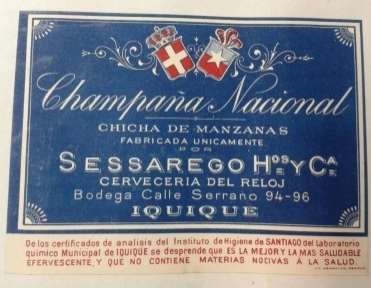 Champaña Nacional
CHICHA DE MANZANAS
FABRICADA UNICAMENTE
POR
SESSAREGO Hos Y Ca
CERVECERIA DEL RELOJ
Bodega Calle Serrano 94-96
IQUIQUE
De los certificados de analisis del Instituto de Higiene de SANTIAGO del Laboratorio
quimico Municipal de IQUIQUE se desprende que ES LA MEJOR Y LA MAS SALUDABLE
EFERVESCENTE, Y QUE NO CONTIENE MATERIAS NOCIVAS Á LA SALUD.